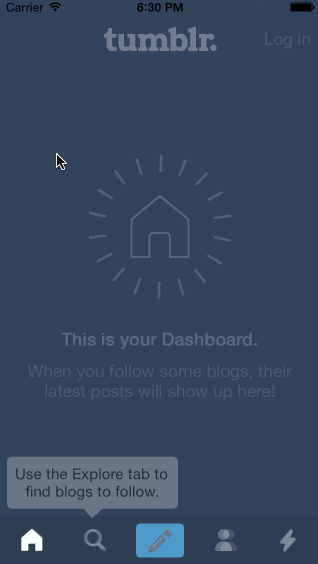 Carrier 6:30 PM
tumblr. Log in
This is your Dashboard.
When you follow some blogs, their
latest posts will show up here!
Use the Explore tab to
find blogs to follow.